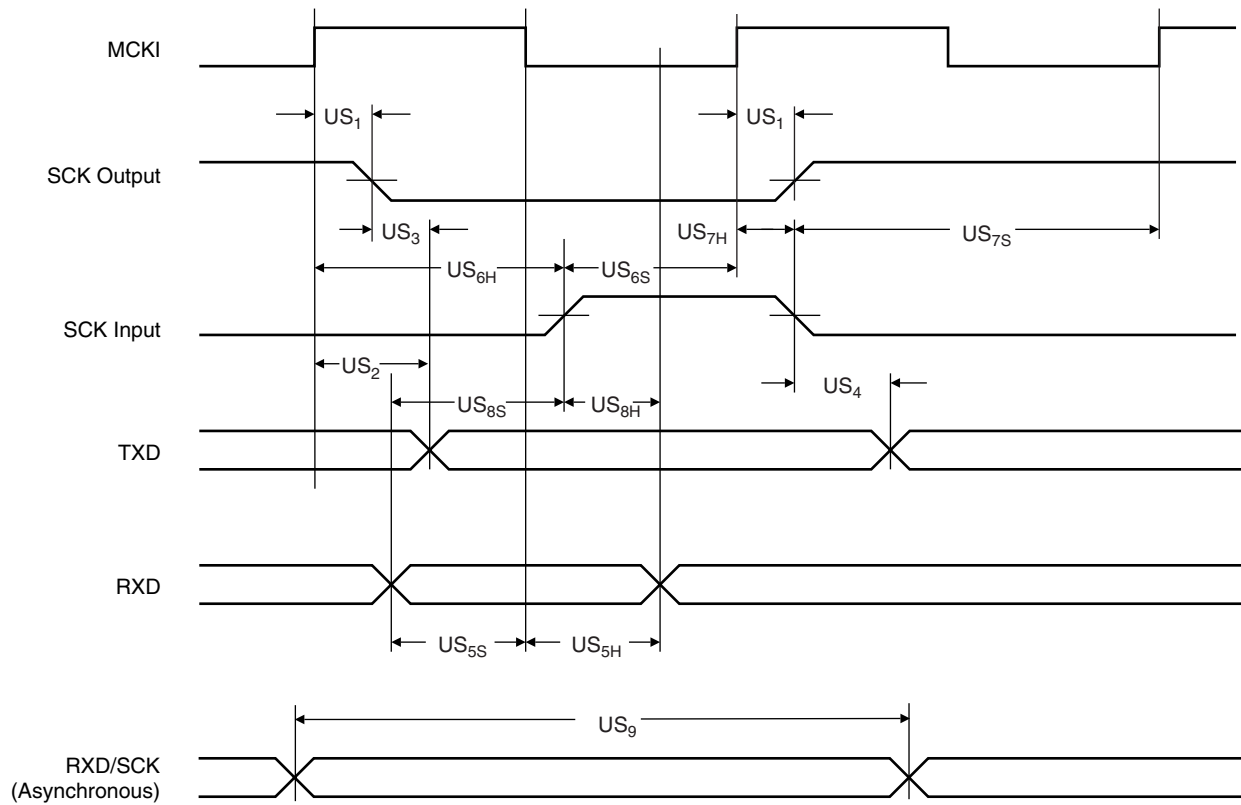 MCKI
US1 US1
SCK Output
US3 US7H US7S
US6H US6S
SCK Input
US2 US4
US8S US8H
TXD
RXD
US5S US5H
US9
RXD/SCK
(Asynchronous)